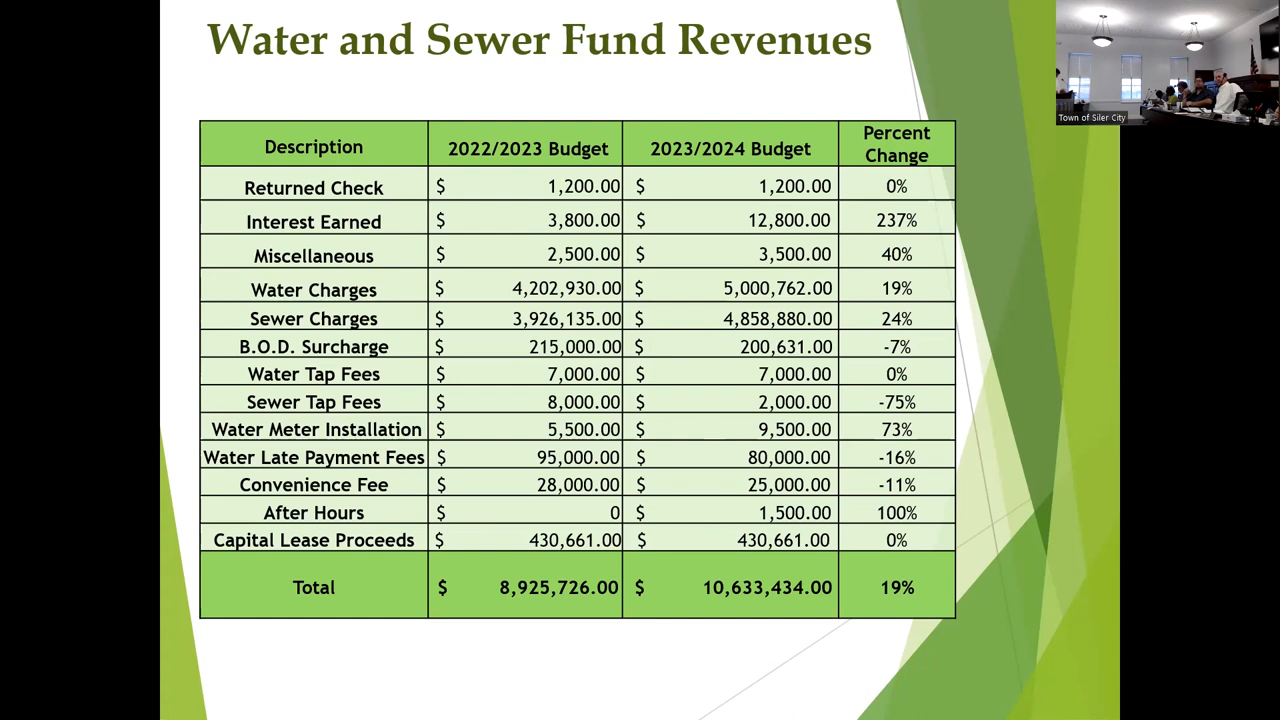 Water and Sewer Fund Revenues
Town of Siler City
Description 2022/2023 Budget 2023/2024 Budget Percent Change
Returned Check $ 1,200.00 $ 1,200.00 0%
Interest Earned $ 3,800.00 $ 12,800.00 237%
Miscellaneous $ 2,500.00 $ 3,500.00 40%
Water Charges $ 4,202,930.00 $ 5,000,762.00 19%
Sewer Charges $ 3,926,135.00 $ 4,858,880.00 24%
B.O.D. Surcharge $ 215,000.00 $ 200,631.00 -7%
Water Tap Fees $ 7,000.00 $ 7,000.00 0%
Sewer Tap Fees $ 8,000.00 $ 2,000.00 -75%
Water Meter Installation $ 5,500.00 $ 9,500.00 73%
Water Late Payment Fees $ 95,000.00 $ 80,000.00 -16%
Convenience Fee $ 28,000.00 $ 25,000.00 -11%
After Hours $ 0 $ 1,500.00 100%
Capital Lease Proceeds $ 430,661.00 $ 430,661.00 0%
Total $ 8,925,726.00 $ 10,633,434.00 19%